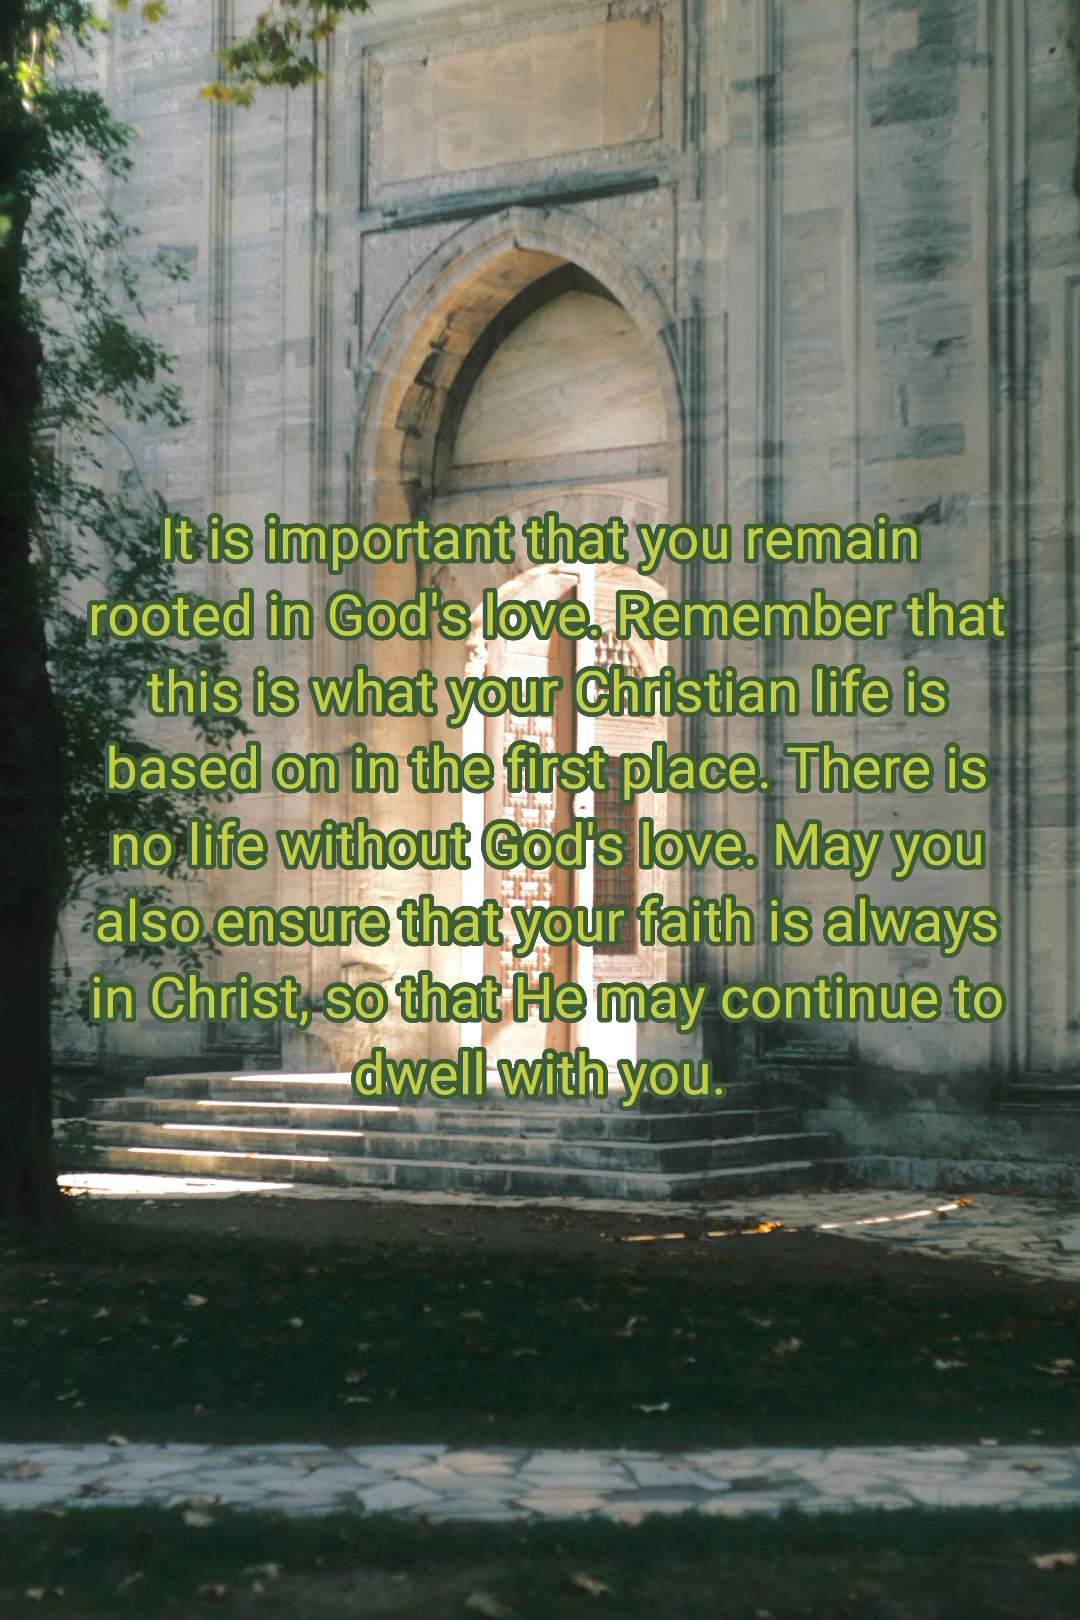 It is important that you remain
rooted in God's love. Remember that
this is what your Christian life is
based on in the first place. There is
no life without God's love. May you
also ensure that your faith is always
in Christ, so that He may continue to
dwell with you.